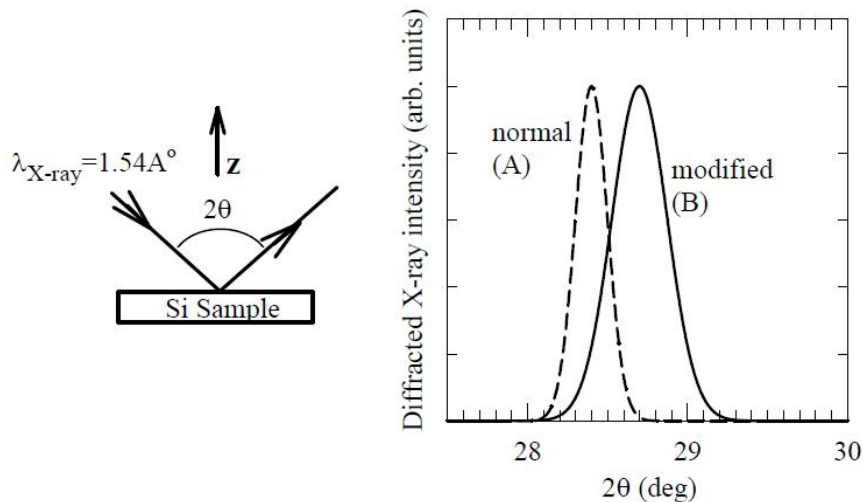 λX-ray=1.54A°
z
2θ
Si Sample
Diffracted X-ray intensity (arb. units)
normal
(A)
modified
(B)
28 29 30
2θ (deg)